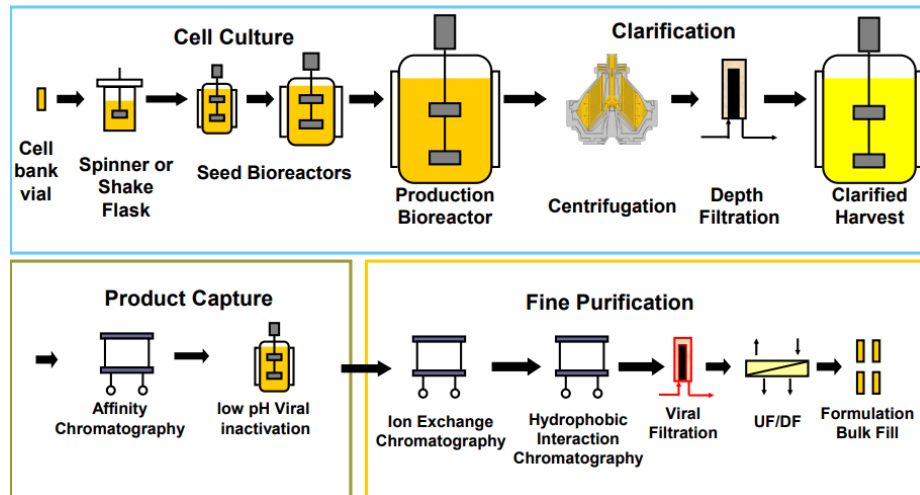 Cell Culture
Clarification
Cell
bank
vial
Spinner or
Shake
Flask
Seed Bioreactors
Production
Bioreactor
Centrifugation
Depth
Filtration
Clarified
Harvest
Product Capture
Fine Purification
Affinity
Chromatography
low pH Viral
inactivation
Ion Exchange
Chromatography
Hydrophobic
Interaction
Chromatography
Viral
Filtration
UF/DF
Formulation
Bulk Fill